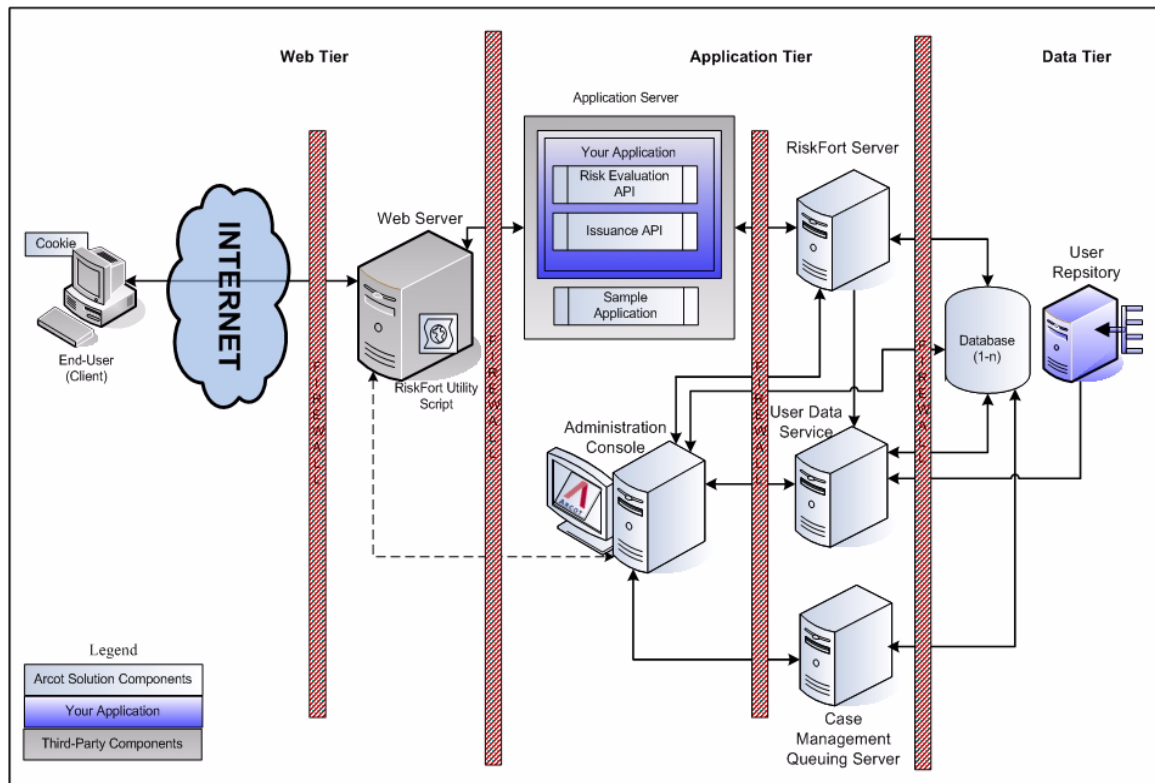 Web Tier
Application Tier
Data Tier
Application Server
Your Application
Risk Evaluation
API
Issuance API
Sample
Application
RiskFort Server
Web Server
Cookie
INTERNET
End-User
(Client)
RiskFort Utility
Script
User
Repsitory
Database
(1-n)
Administration
Console
ARCOT
User Data
Service
Case
Management
Queuing Server
FIREWALL
FIREWALL
FIREWALL
FIREWALL
Legend
Arcot Solution Components
Your Application
Third-Party Components